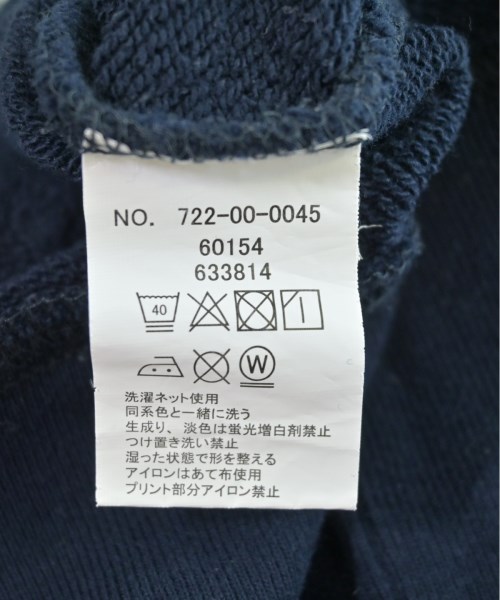 NO. 722-00-0045
60154
633814
40
W
洗濯ネット使用
同系色と一緒に洗う
生成り、淡色は蛍光増白剤禁止
つけ置き洗い禁止
湿った状態で形を整える
アイロンはあて布使用
プリント部分アイロン禁止